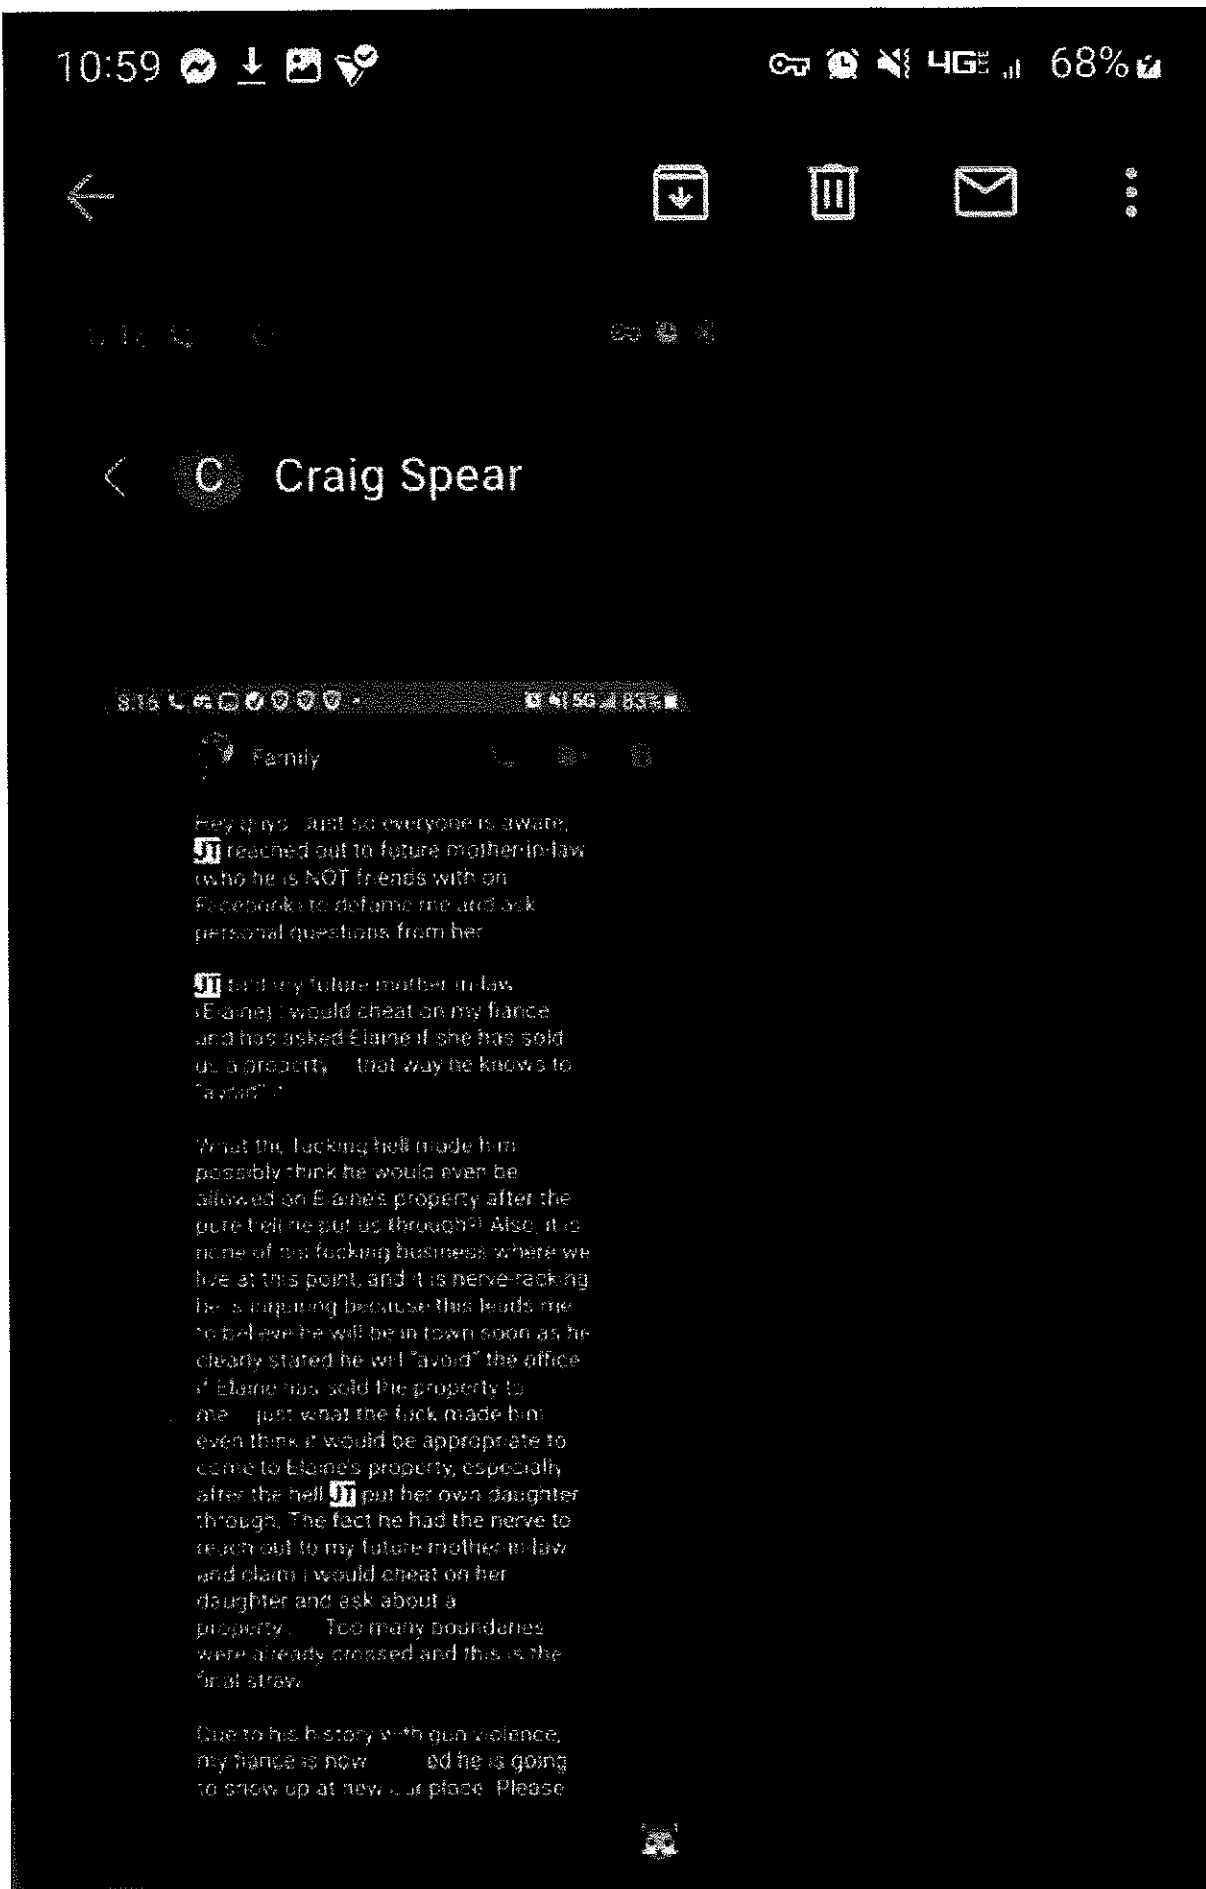 10:59
4GE 68%
Craig Spear
8:16 5G 83%
Family
Hey guys. Just so everyone is aware,
JT reached out to future mother-in-law
(who he is NOT friends with on
Facebook) to defame me and ask
personal questions from her
JT told my future mother-in-law
(Elaine) I would cheat on my fiance
and has asked Elaine if she has sold
us a property that way he knows to
"avoid" it
What the fucking hell made him
possibly think he would even be
allowed on Elaine's property after the
pure hell he put us through?! Also, it is
none of his fucking business where we
live at this point, and it is nerve-racking
he is inquiring because this leads me
to believe he will be in town soon as he
clearly stated he will "avoid" the office
if Elaine has sold the property to
me just what the fuck made him
even think it would be appropriate to
come to Elaine's property, especially
after the hell JT put her own daughter
through. The fact he had the nerve to
reach out to my future mother-in-law
and claim I would cheat on her
daughter and ask about a
property. Too many boundaries
were already crossed and this is the
final straw
Due to his history with gun violence,
my fiance is now ed he is going
to show up at new our place. Please